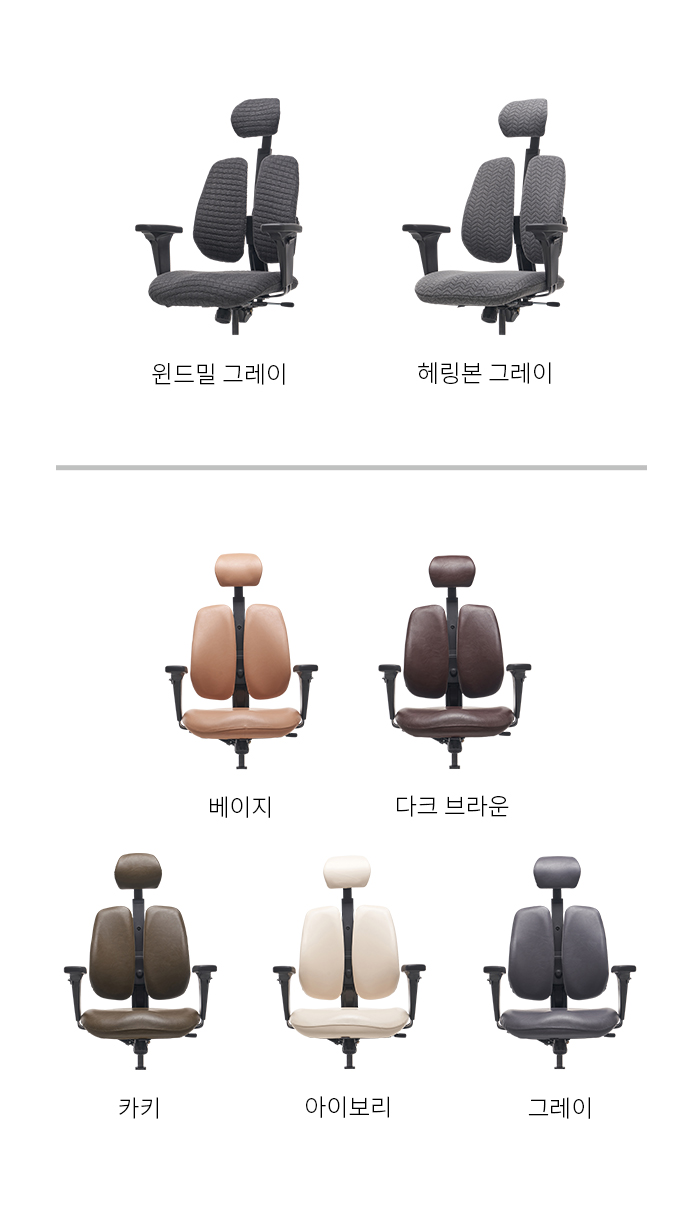 윈드밀 그레이
헤링본 그레이
베이지
다크 브라운
카키
아이보리
그레이